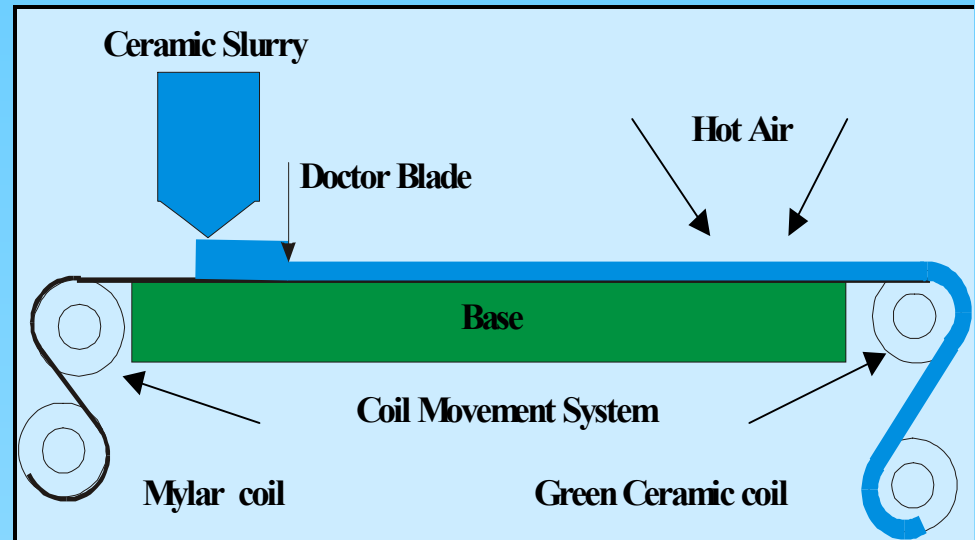 Ceramic Slurry
Hot Air
Doctor Blade
Base
Coil Movement System
Mylar coil
Green Ceramic coil